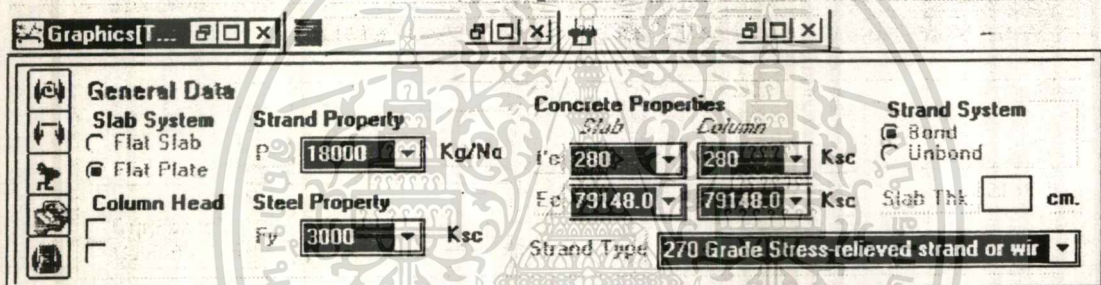 Graphics[T...
General Data
Slab System
Flat Slab
Flat Plate
Column Head
Strand Property
P 18000 Kg/No
Steel Property
Fy 3000 Ksc
Concrete Properties
Slab Column
f'c 280 280 Ksc
Ec 79148.0 79148.0 Ksc
Strand Type 270 Grade Stress-relieved strand or wir
Strand System
Bond
Unbond
Slab Thk cm.